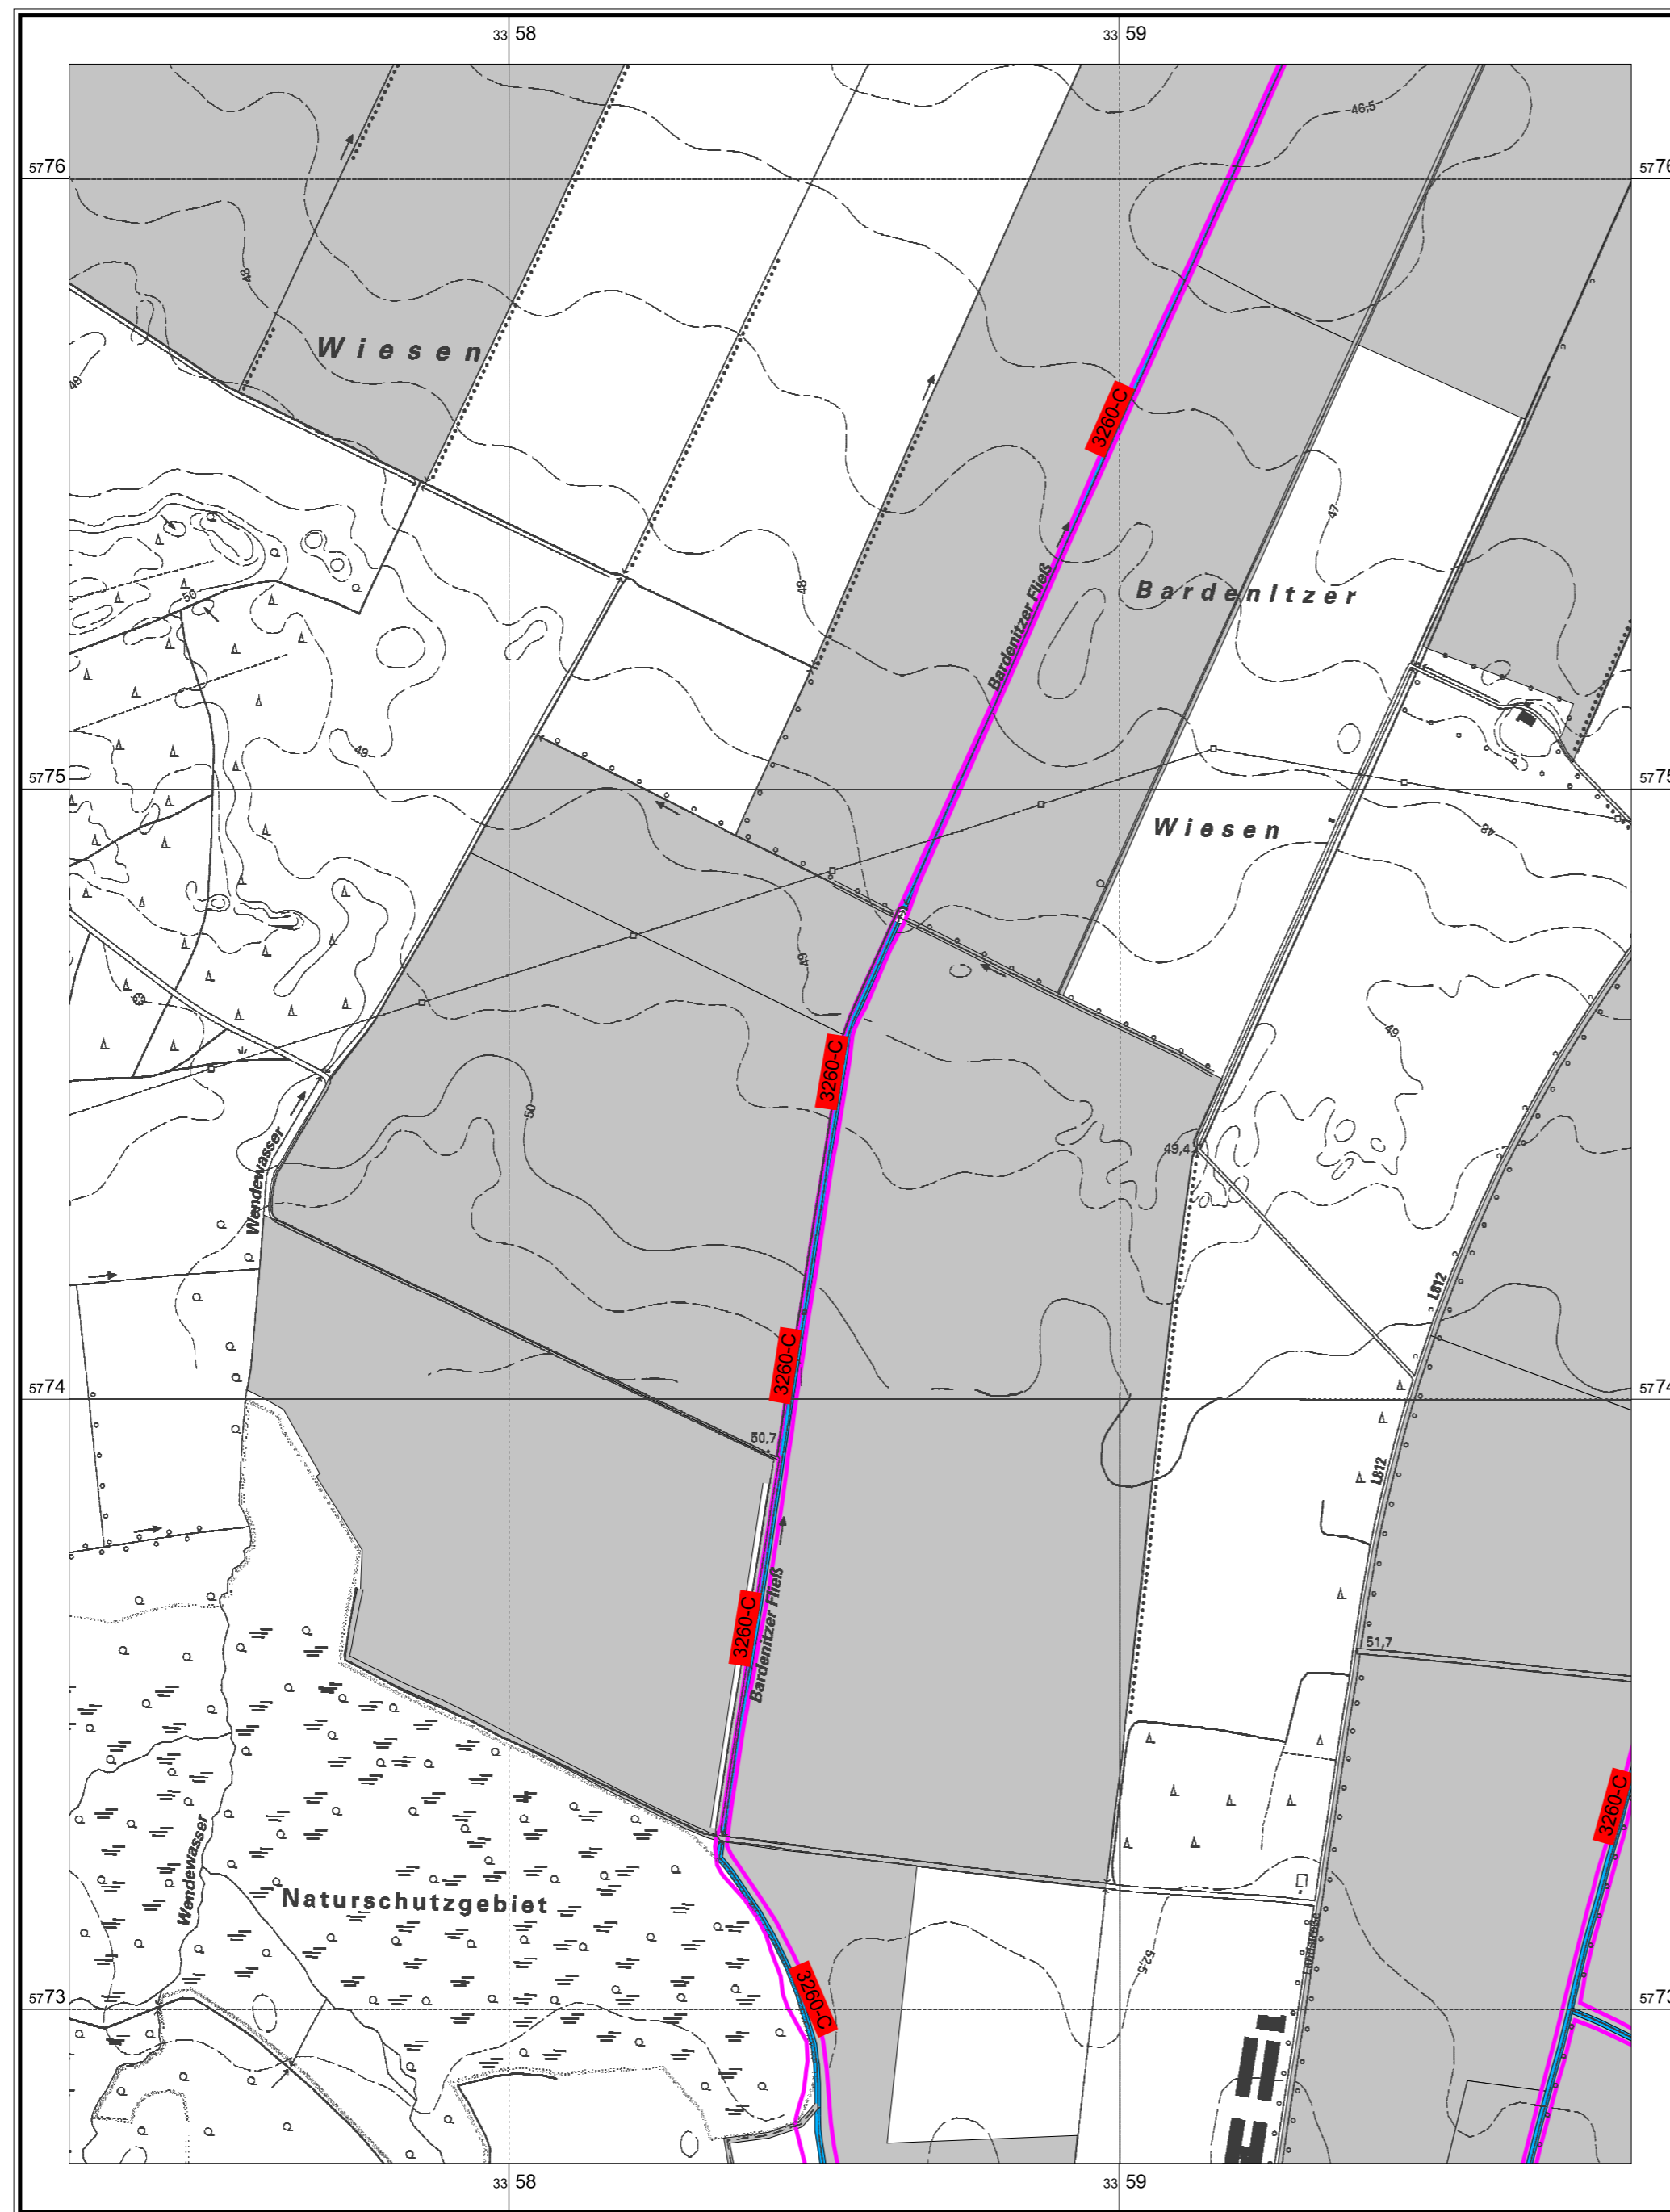 33 58
33 59
5776
5776
46,5
48
Wiesen
49
3260-C
47
50
48
Bardenitzer Fließ
Bardenitzer
49
5775
5775
Wiesen
48
49
49
3260-C
50
Wendewasser
49,4
L812
3260-C
5774
5774
50,7
L812
3260-C
Bardenitzer Fließ
51,7
3260-C
Wendewasser
Naturschutzgebiet
52,5
3260-C
5773
5773
33 58
33 59